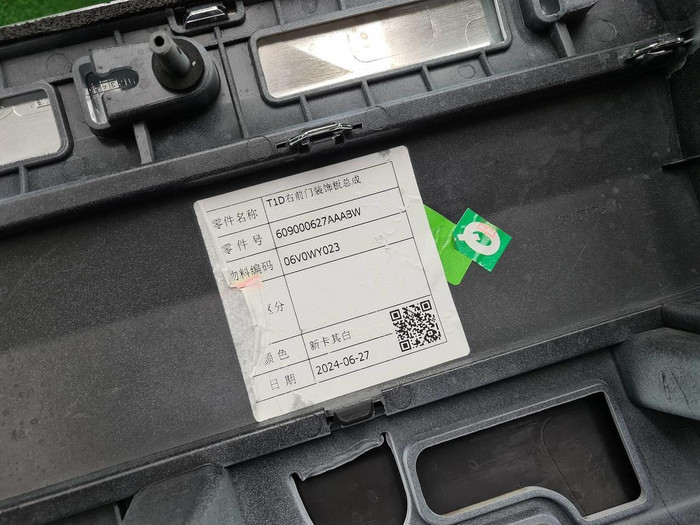 零件名称 T1D右前门装饰板总成
零件号 609000627AAABW
物料编码 06V0WY023
区分
颜色 新卡其白
日期 2024-06-27
Q